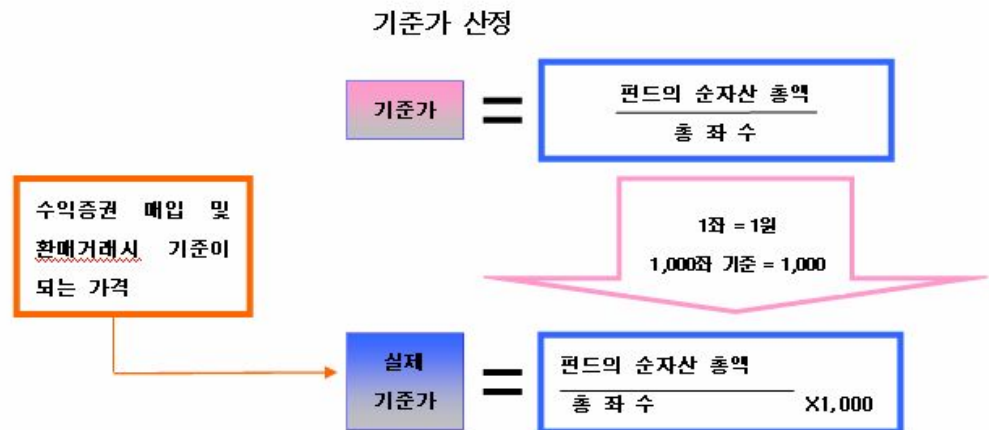 기준가 산정
기준가
=
펀드의 순자산 총액
총 좌 수
수익증권 매입 및
환매거래시 기준이
되는 가격
1좌 = 1원
1,000좌 기준 = 1,000
실제
기준가
=
펀드의 순자산 총액
총 좌 수 X1,000